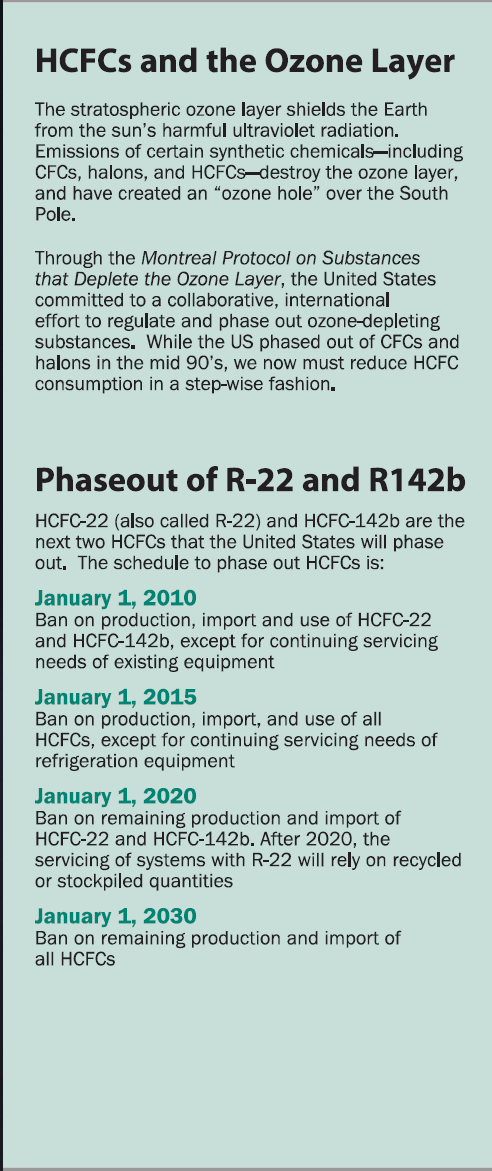 HCFCs and the Ozone Layer
The stratospheric ozone layer shields the Earth
from the sun's harmful ultraviolet radiation.
Emissions of certain synthetic chemicals—including
CFCs, halons, and HCFCs—destroy the ozone layer,
and have created an “ozone hole” over the South
Pole.
Through the Montreal Protocol on Substances
that Deplete the Ozone Layer, the United States
committed to a collaborative, international
effort to regulate and phase out ozone-depleting
substances.  While the US phased out of CFCs and
halons in the mid 90's, we now must reduce HCFC
consumption in a step-wise fashion.
Phaseout of R-22 and R142b
HCFC-22 (also called R-22) and HCFC-142b are the
next two HCFCs that the United States will phase
out.  The schedule to phase out HCFCs is:
January 1, 2010
Ban on production, import and use of HCFC-22
and HCFC-142b, except for continuing servicing
needs of existing equipment
January 1, 2015
Ban on production, import, and use of all
HCFCs, except for continuing servicing needs of
refrigeration equipment
January 1, 2020
Ban on remaining production and import of
HCFC-22 and HCFC-142b. After 2020, the
servicing of systems with R-22 will rely on recycled
or stockpiled quantities
January 1, 2030
Ban on remaining production and import of
all HCFCs